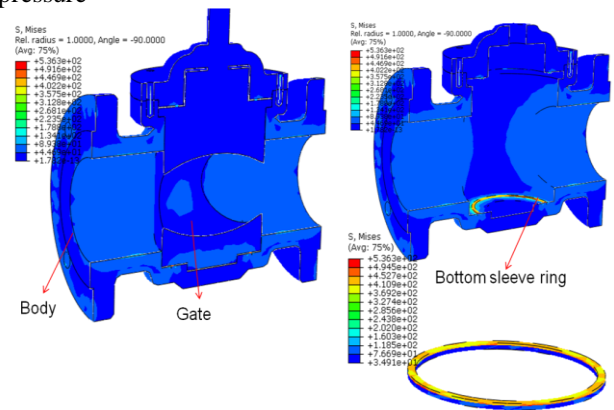 pressure
S, Mises
Rel. radius = 1.0000, Angle = -90.0000
(Avg: 75%)
+5.363e+02
+4.916e+02
+4.469e+02
+4.022e+02
+3.575e+02
+3.128e+02
+2.681e+02
+2.235e+02
S, Mises
Rel. radius = 1.0000, Angle = -90.0000
(Avg: 75%)
+5.363e+02
+4.916e+02
+4.469e+02
Body
Gate
Bottom sleeve ring
S, Mises
(Avg: 75%)
+5.363e+02
+4.945e+02
+4.527e+02
+4.109e+02
+3.692e+02
+3.274e+02
+2.856e+02
+2.438e+02
+2.020e+02
+1.603e+02
+1.185e+02
+7.669e+01
+3.491e+01